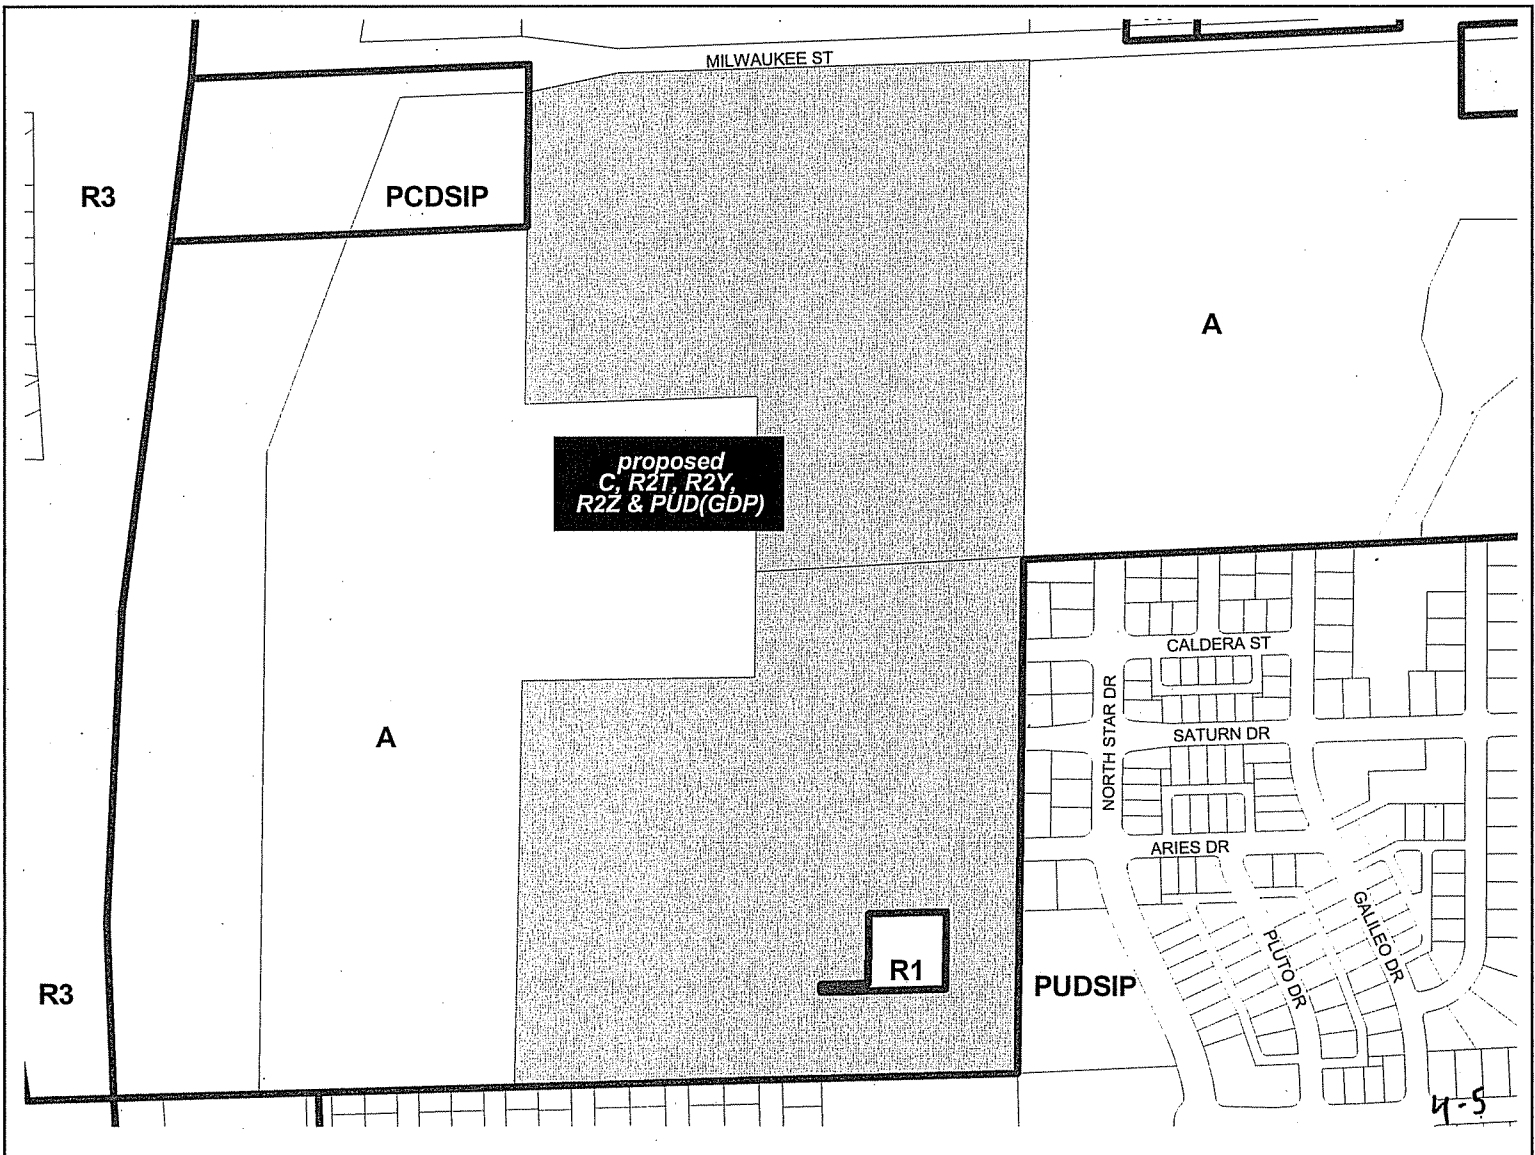 MILWAUKEE ST
R3
PCDSIP
A
proposed
C, R2T, R2Y,
R2Z & PUD(GDP)
CALDERA ST
NORTH STAR DR
SATURN DR
A
ARIES DR
GALILEO DR
PLUTO DR
R1
R3
PUDSIP
4-5